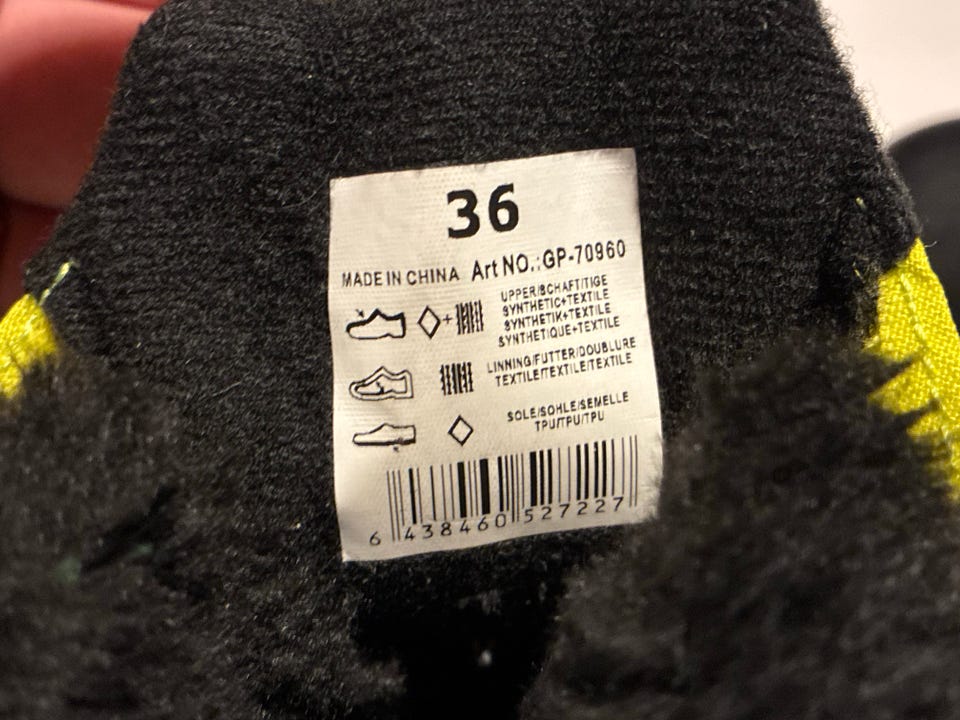 36
MADE IN CHINA Art NO.:GP-70960
UPPER/SCHAFT/TIGE
SYNTHETIC+TEXTILE
SYNTHETIK+TEXTILE
SYNTHETIQUE+TEXTILE
LINNING/FUTTER/DOUBLURE
TEXTILE/TEXTILE/TEXTILE
SOLE/SOHLE/SEMELLE
TPU/TPU/TPU
6 438460 527227